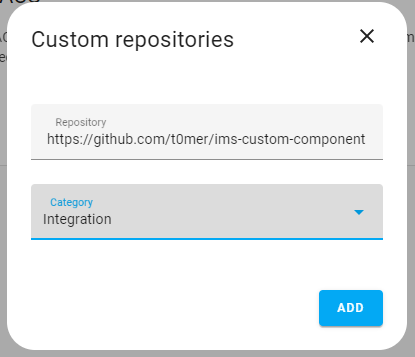 Custom repositories
Repository
https://github.com/t0mer/ims-custom-component
Category
Integration
ADD